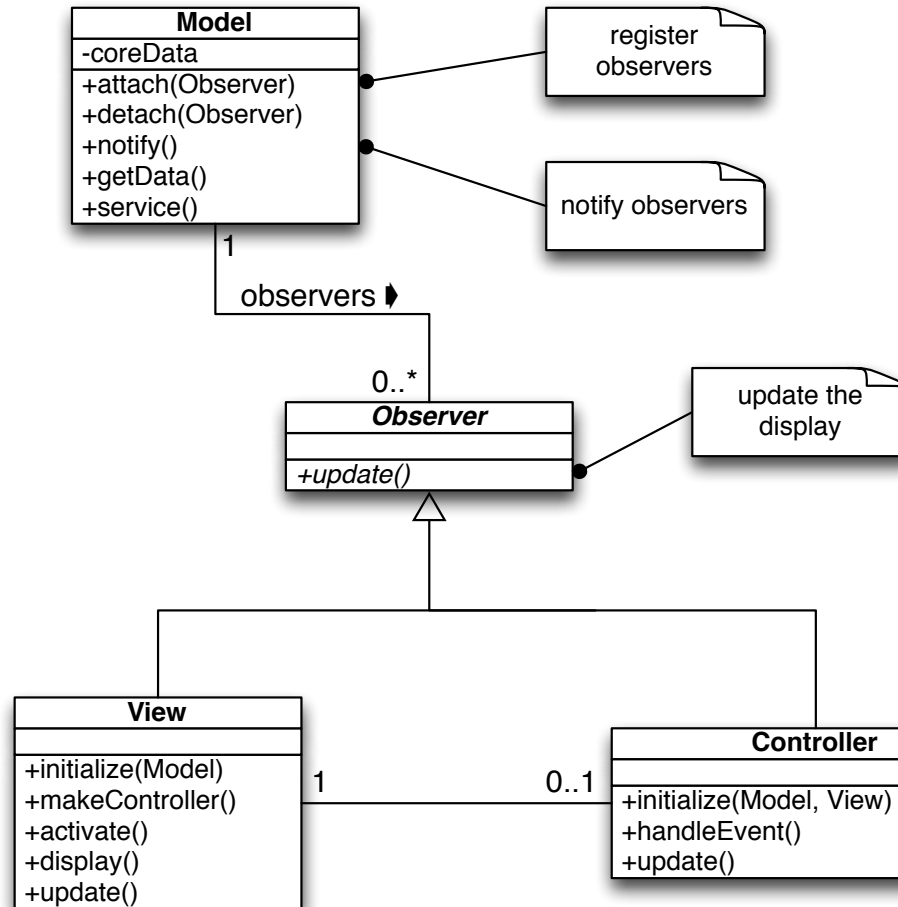 Model
-coreData
+attach(Observer)
+detach(Observer)
+notify()
+getData()
+service()
register
observers
notify observers
1
observers
0..*
Observer
+update()
update the
display
View
+initialize(Model)
+makeController()
+activate()
+display()
+update()
1
0..1
Controller
+initialize(Model, View)
+handleEvent()
+update()